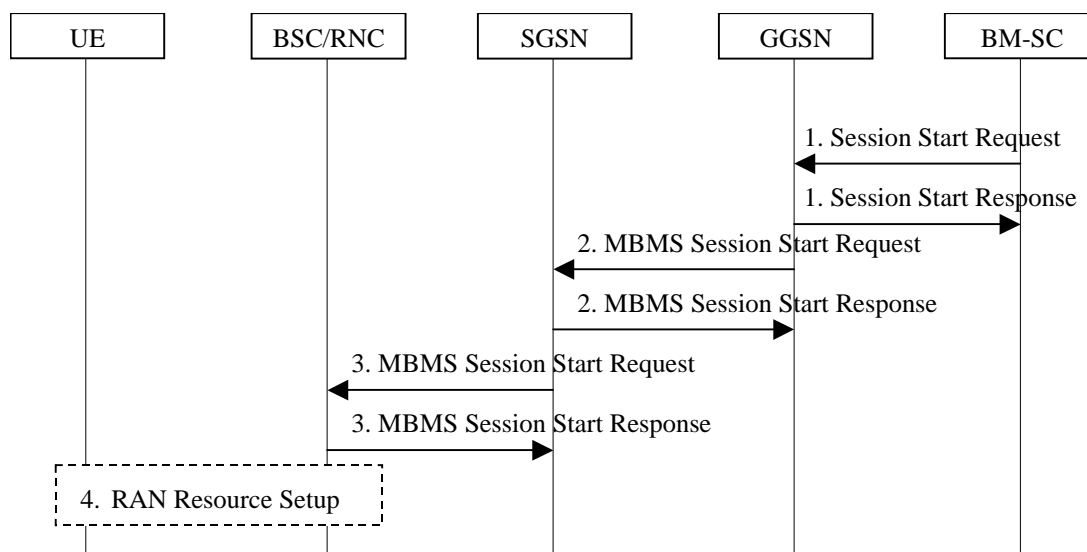 UE
BSC/RNC
SGSN
GGSN
BM-SC
1. Session Start Request
1. Session Start Response
2. MBMS Session Start Request
2. MBMS Session Start Response
3. MBMS Session Start Request
3. MBMS Session Start Response
4. RAN Resource Setup